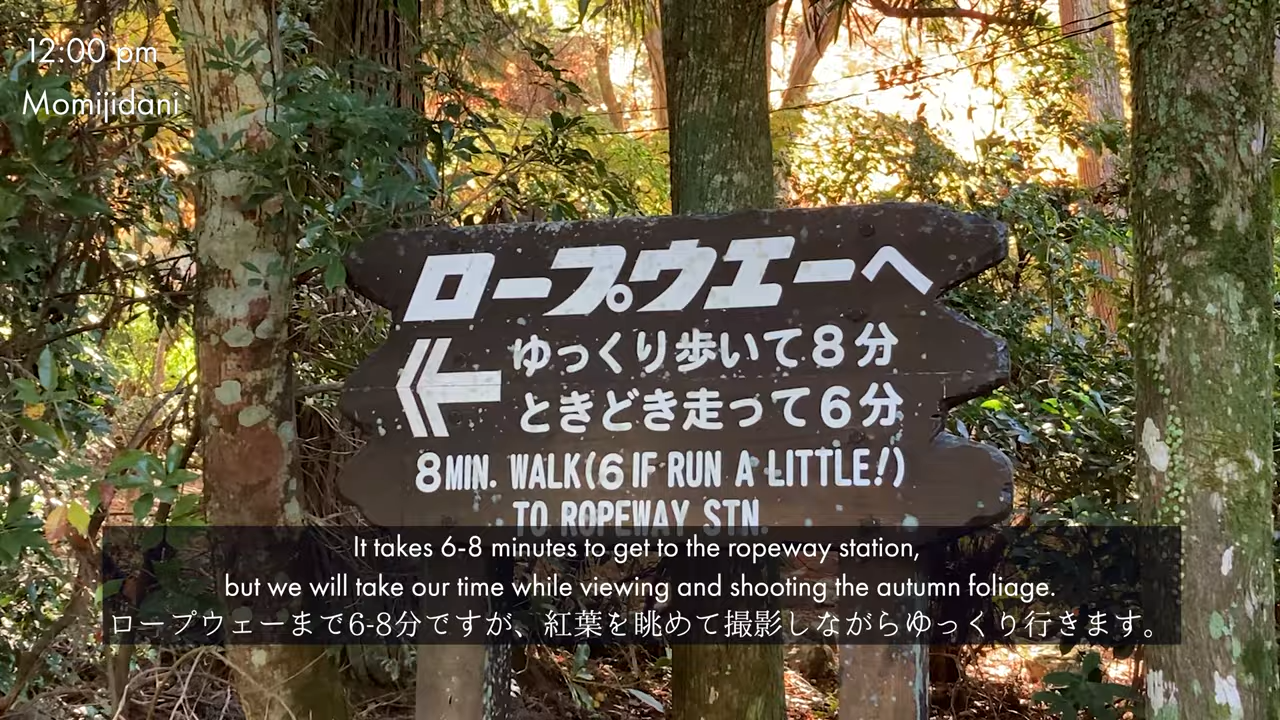 12:00 pm
Momijidani
ロープウエーへ
ゆっくり歩いて8分
ときどき走って6分
8MIN. WALK(6 IF RUN A LITTLE!)
TO ROPEWAY STN.
It takes 6-8 minutes to get to the ropeway station,
but we will take our time while viewing and shooting the autumn foliage.
ロープウェーまで6-8分ですが、紅葉を眺めて撮影しながらゆっくり行きます。